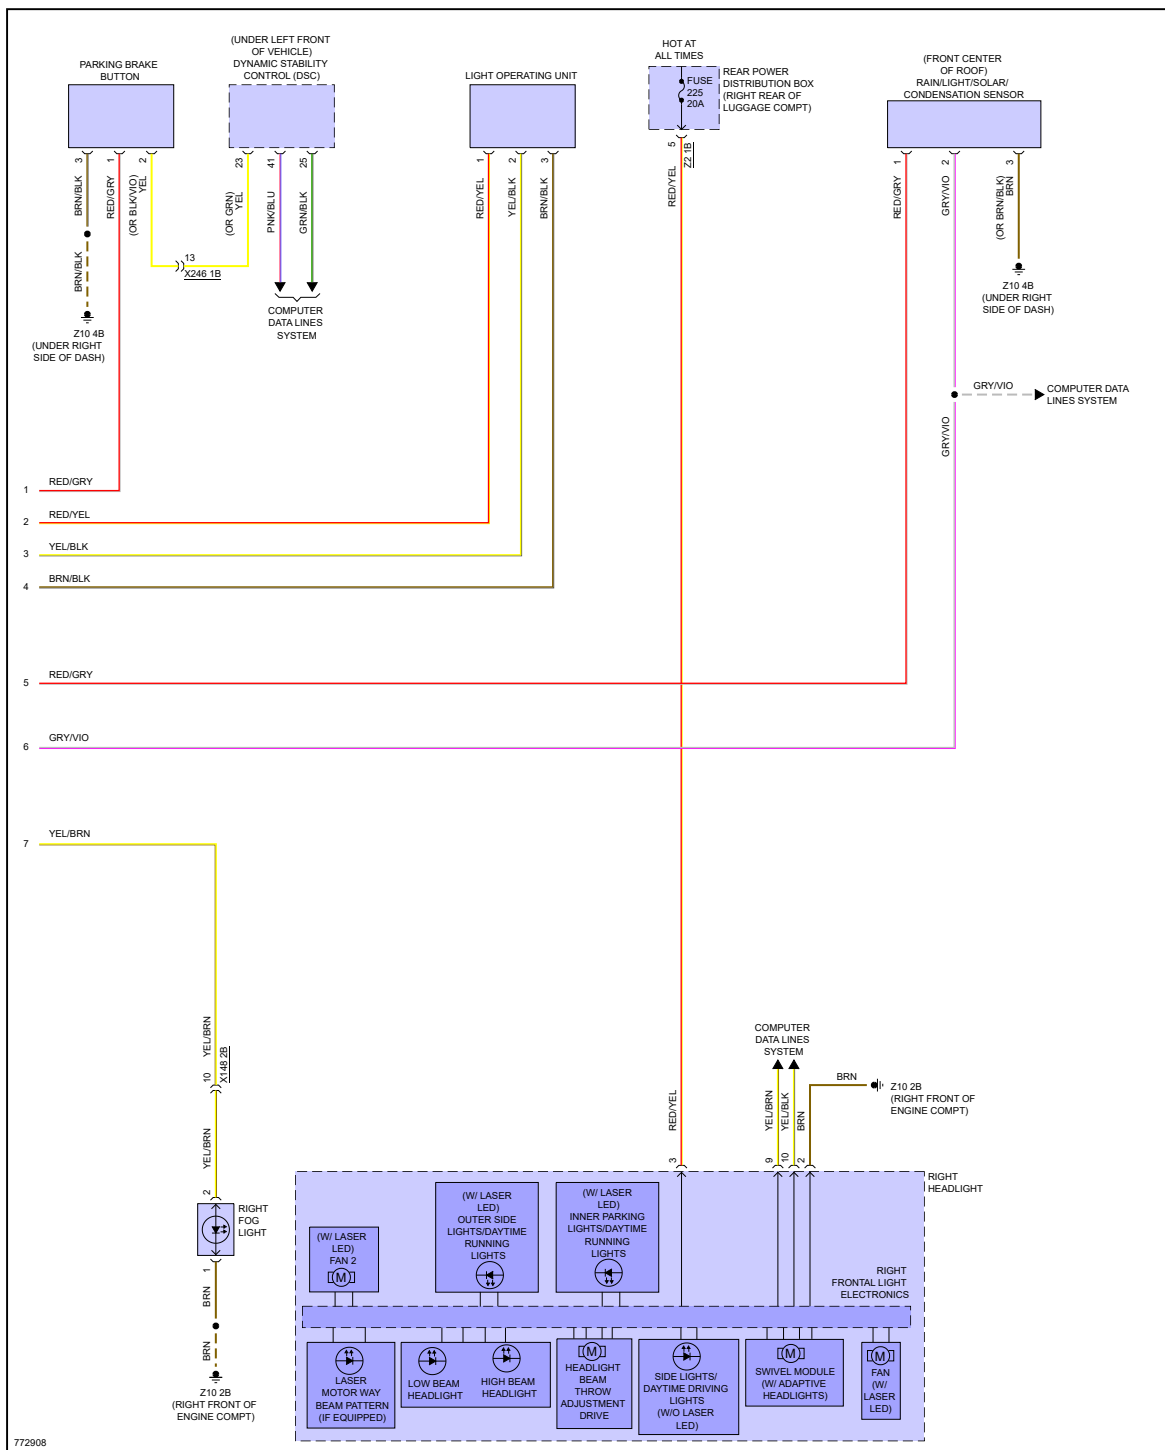 PARKING BRAKE
BUTTON
(UNDER LEFT FRONT
OF VEHICLE)
DYNAMIC STABILITY
CONTROL (DSC)
LIGHT OPERATING UNIT
HOT AT
ALL TIMES
FUSE
225
20A
REAR POWER
DISTRIBUTION BOX
(RIGHT REAR OF
LUGGAGE COMPT)
(FRONT CENTER
OF ROOF)
RAIN/LIGHT/SOLAR/
CONDENSATION SENSOR
3
1
2
23
41
25
1
2
3
5
Z2 1B
1
2
3
BRN/BLK
RED/GRY
(OR BLK/VIO)
YEL
(OR GRN)
YEL
PNK/BLU
GRN/BLK
RED/YEL
YEL/BLK
BRN/BLK
RED/YEL
RED/GRY
GRY/VIO
(OR BRN/BLK)
BRN
BRN/BLK
13
X246 1B
Z10 4B
(UNDER RIGHT
SIDE OF DASH)
COMPUTER
DATA LINES
SYSTEM
Z10 4B
(UNDER RIGHT
SIDE OF DASH)
GRY/VIO
COMPUTER DATA
LINES SYSTEM
GRY/VIO
1 RED/GRY
2 RED/YEL
3 YEL/BLK
4 BRN/BLK
5 RED/GRY
6 GRY/VIO
7 YEL/BRN
YEL/BRN
10
X148 2B
YEL/BRN
2
RIGHT
FOG
LIGHT
1
BRN
BRN
Z10 2B
(RIGHT FRONT OF
ENGINE COMPT)
COMPUTER
DATA LINES
SYSTEM
RED/YEL
YEL/BRN
YEL/BLK
BRN
BRN
Z10 2B
(RIGHT FRONT OF
ENGINE COMPT)
3
9
10
2
RIGHT
HEADLIGHT
(W/ LASER
LED)
FAN 2
M
(W/ LASER
LED)
OUTER SIDE
LIGHTS/DAYTIME
RUNNING
LIGHTS
(W/ LASER
LED)
INNER PARKING
LIGHTS/DAYTIME
RUNNING
LIGHTS
RIGHT
FRONTAL LIGHT
ELECTRONICS
LASER
MOTOR WAY
BEAM PATTERN
(IF EQUIPPED)
LOW BEAM
HEADLIGHT
HIGH BEAM
HEADLIGHT
M
HEADLIGHT
BEAM
THROW
ADJUSTMENT
DRIVE
SIDE LIGHTS/
DAYTIME DRIVING
LIGHTS
(W/O LASER
LED)
M
SWIVEL MODULE
(W/ ADAPTIVE
HEADLIGHTS)
M
FAN
(W/
LASER
LED)
772908